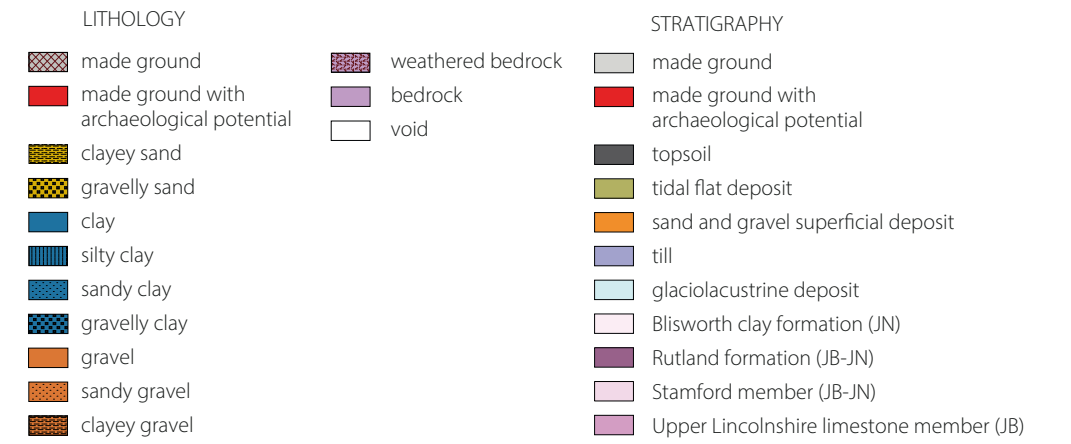 LITHOLOGY
made ground
made ground with
archaeological potential
clayey sand
gravelly sand
clay
silty clay
sandy clay
gravelly clay
gravel
sandy gravel
clayey gravel
weathered bedrock
bedrock
void
STRATIGRAPHY
made ground
made ground with
archaeological potential
topsoil
tidal flat deposit
sand and gravel superficial deposit
till
glaciolacustrine deposit
Blisworth clay formation (JN)
Rutland formation (JB-JN)
Stamford member (JB-JN)
Upper Lincolnshire limestone member (JB)